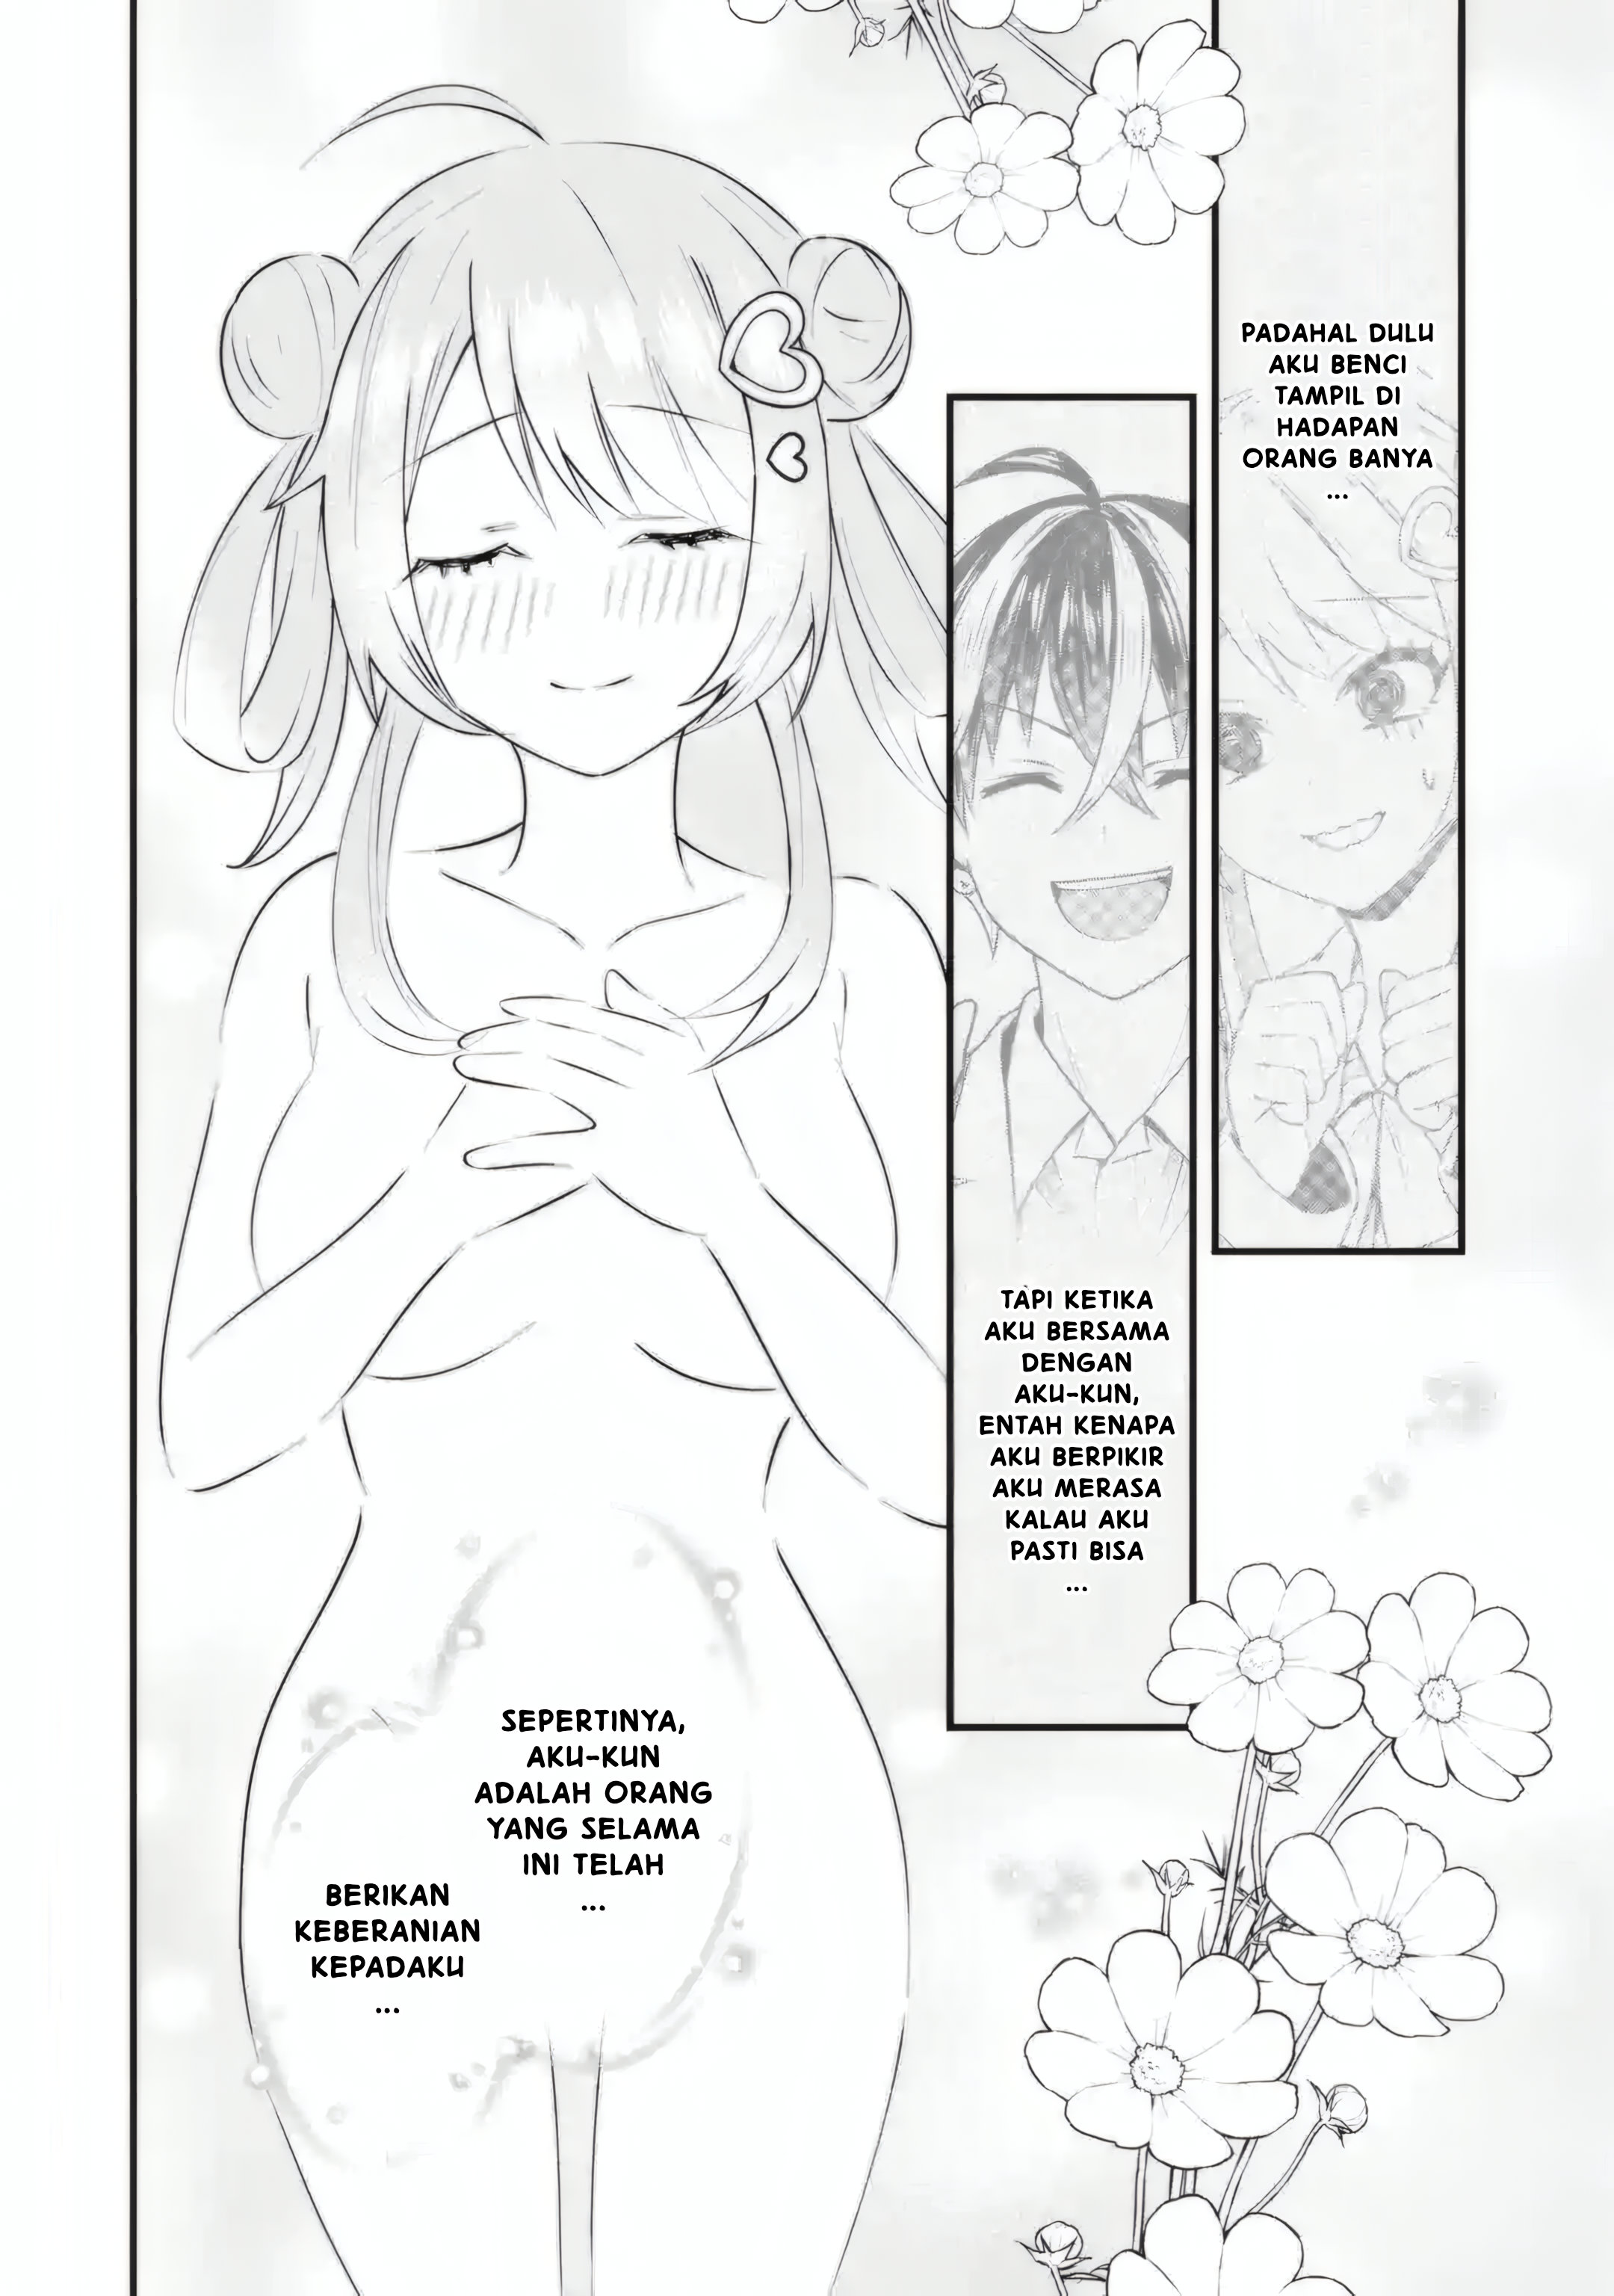 PADAHAL DULU
AKU BENCI
TAMPIL DI
HADAPAN
ORANG BANYA
...
TAPI KETIKA
AKU BERSAMA
DENGAN
AKU-KUN,
ENTAH KENAPA
AKU BERPIKIR
AKU MERASA
KALAU AKU
PASTI BISA
...
SEPERTINYA,
AKU-KUN
ADALAH ORANG
YANG SELAMA
INI TELAH
...
BERIKAN
KEBERANIAN
KEPADAKU
...